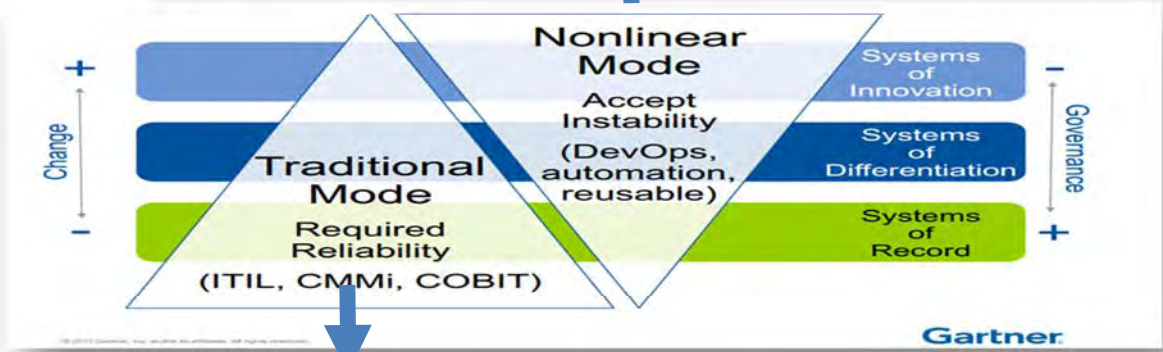 Nonlinear
Mode
Accept
Instability
(DevOps,
automation,
reusable)
Traditional
Mode
Required
Reliability
(ITIL, CMMi, COBIT)
Systems
of
Innovation
Systems
of
Differentiation
Systems
of
Record
+
Change
-
-
Governance
+
Gartner